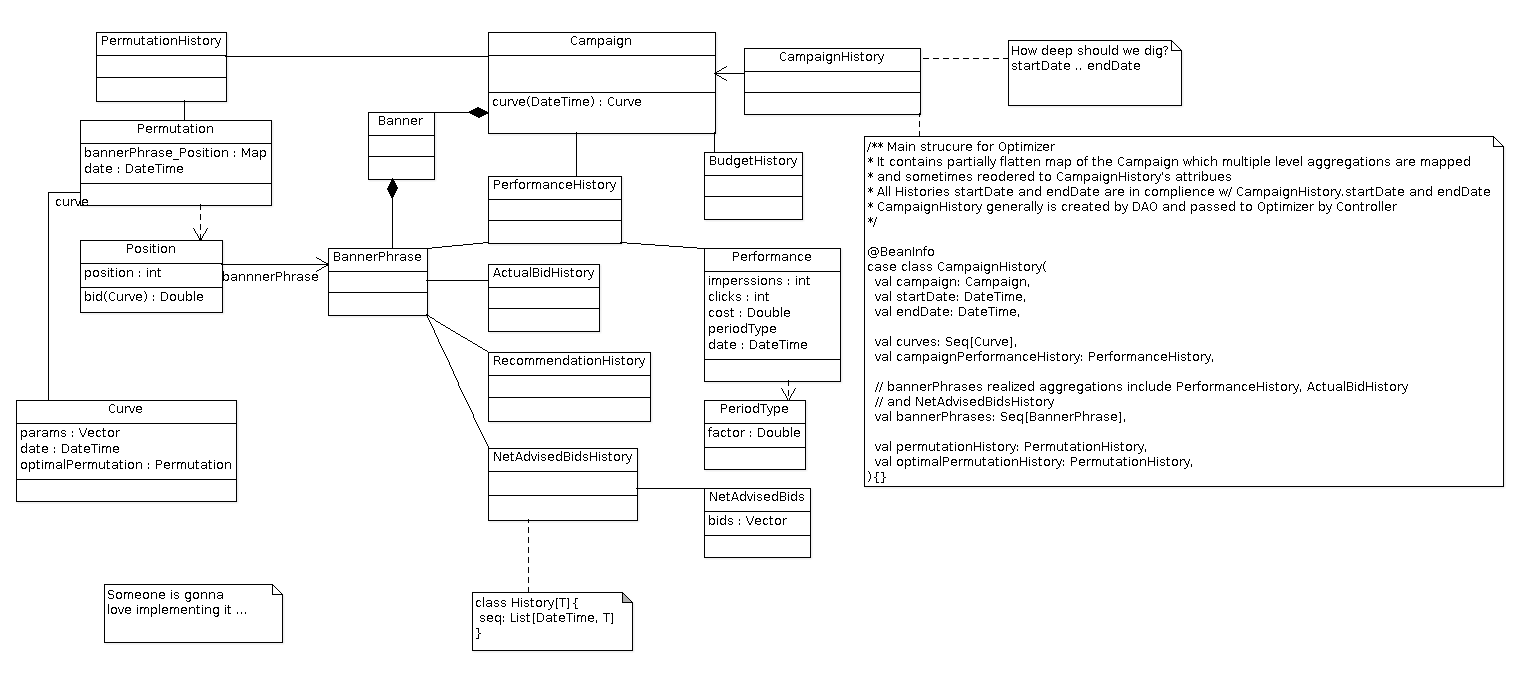 PermutationHistory
Campaign
curve(DateTime) : Curve
CampaignHistory
How deep should we dig?
startDate .. endDate
Banner
Permutation
bannerPhrase_Position : Map
date : DateTime
curve
BudgetHistory
PerformanceHistory
/** Main strucure for Optimizer
* It contains partially flatten map of the Campaign which multiple level aggregations are mapped
* and sometimes reodered to CampaignHistory's attribues
* All Histories startDate and endDate are in complience w/ CampaignHistory.startDate and endDate
* CampaignHistory generally is created by DAO and passed to Optimizer by Controller
*/
@BeanInfo
case class CampaignHistory(
val campaign: Campaign,
val startDate: DateTime,
val endDate: DateTime,
val curves: Seq[Curve],
val campaignPerformanceHistory: PerformanceHistory,
// bannerPhrases realized aggregations include PerformanceHistory, ActualBidHistory
// and NetAdvisedBidsHistory
val bannerPhrases: Seq[BannerPhrase],
val permutationHistory: PermutationHistory,
val optimalPermutationHistory: PermutationHistory,
){}
Position
position : int
bid(Curve) : Double
bannnerPhrase
BannerPhrase
ActualBidHistory
Performance
imperssions : int
clicks : int
cost : Double
periodType
date : DateTime
RecommendationHistory
PeriodType
factor : Double
Curve
params : Vector
date : DateTime
optimalPermutation : Permutation
NetAdvisedBidsHistory
NetAdvisedBids
bids : Vector
Someone is gonna
love implementing it ...
class History[T] {
seq: List[DateTime, T]
}